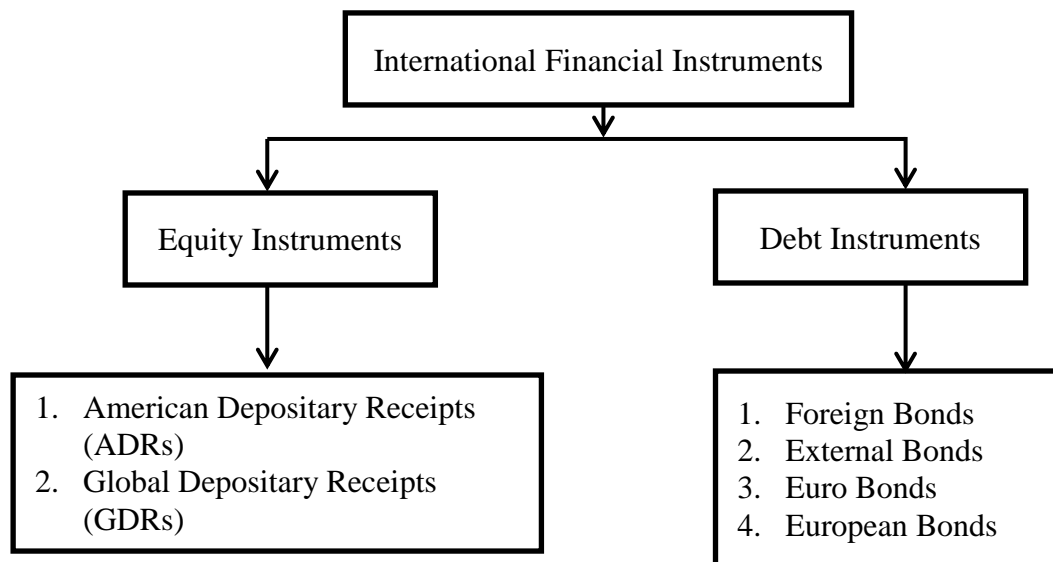 International Financial Instruments
Equity Instruments
Debt Instruments
1. American Depositary Receipts
(ADRs)
2. Global Depositary Receipts
(GDRs)
1. Foreign Bonds
2. External Bonds
3. Euro Bonds
4. European Bonds